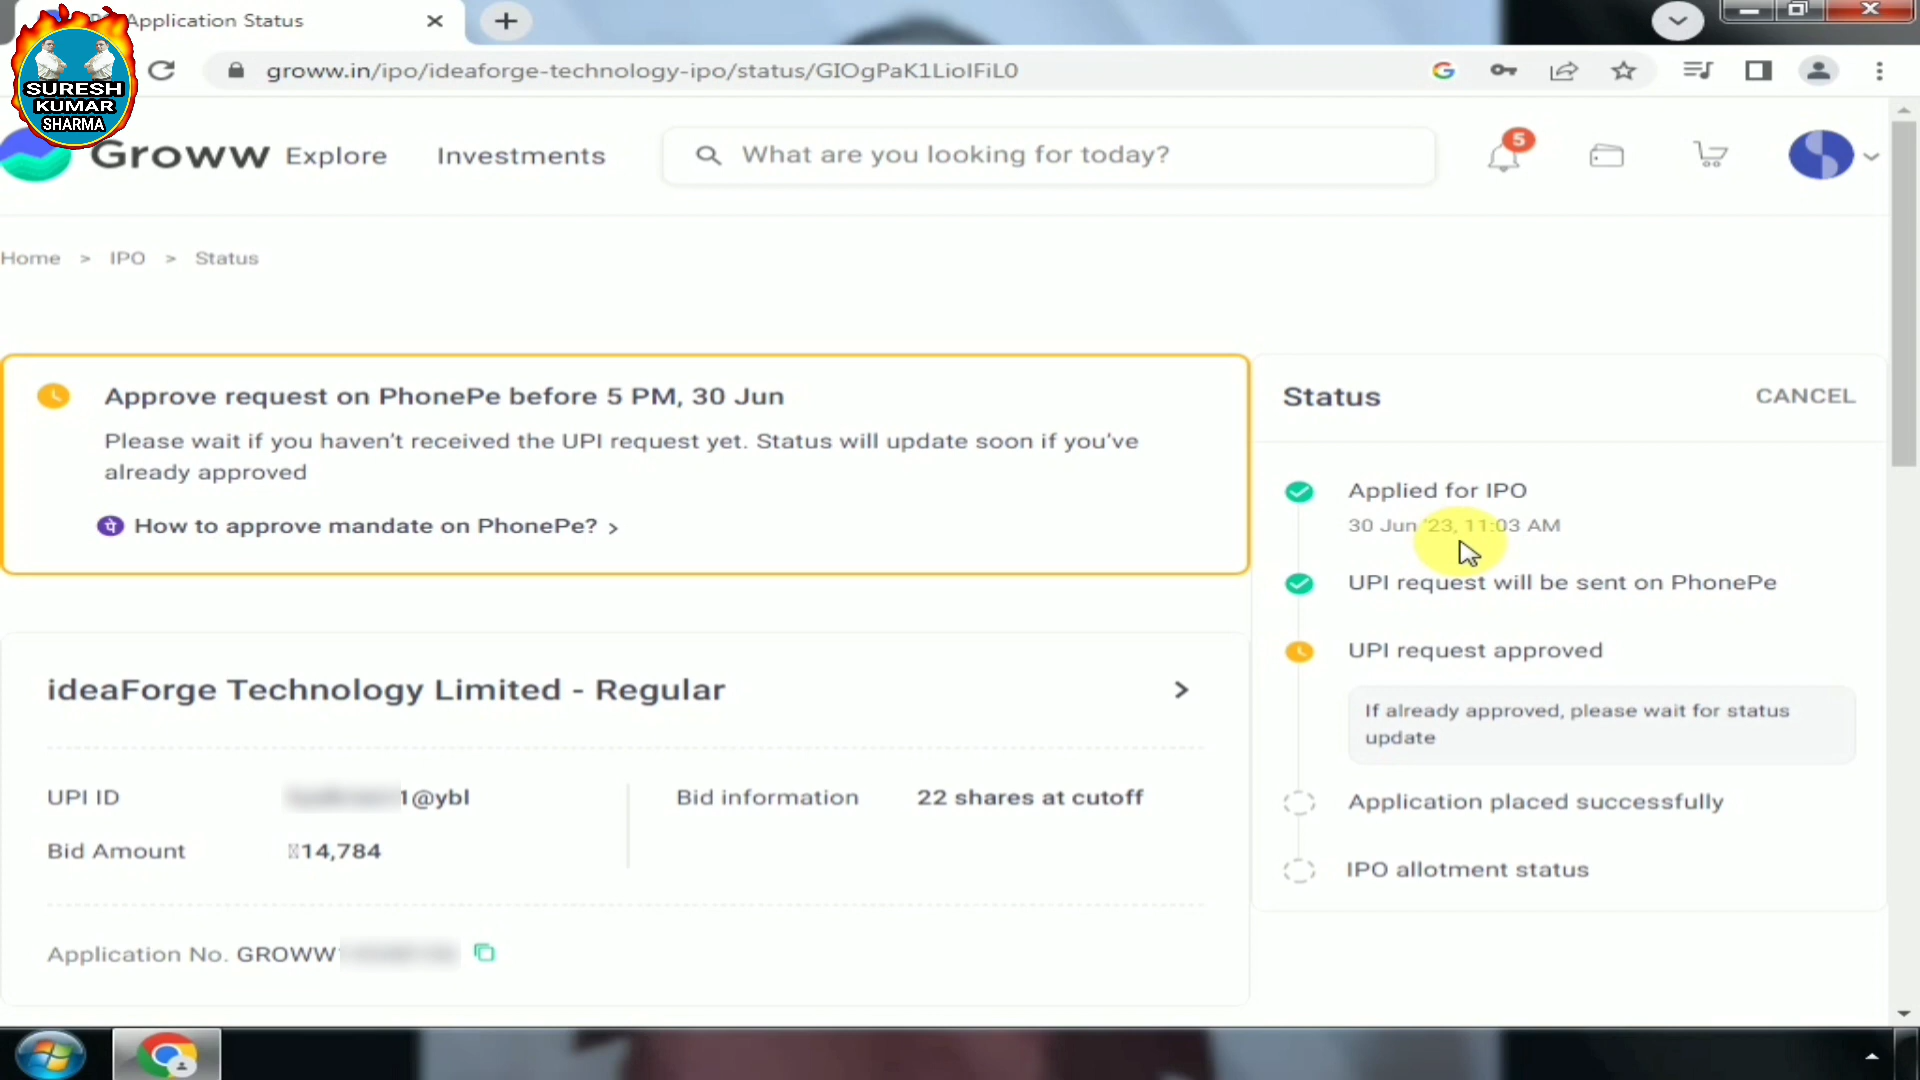 Application Status
groww.in/ipo/ideaforge-technology-ipo/status/GIOgPaK1LioIFiL0
SURESH
KUMAR
SHARMA
Groww Explore Investments What are you looking for today? 5
Home > IPO > Status
Approve request on PhonePe before 5 PM, 30 Jun
Please wait if you haven't received the UPI request yet. Status will update soon if you've
already approved
पे How to approve mandate on PhonePe? >
Status CANCEL
Applied for IPO
30 Jun '23, 11:03 AM
UPI request will be sent on PhonePe
UPI request approved
If already approved, please wait for status
update
Application placed successfully
IPO allotment status
ideaForge Technology Limited - Regular
UPI ID 1@ybl
Bid information 22 shares at cutoff
Bid Amount 14,784
Application No. GROWW